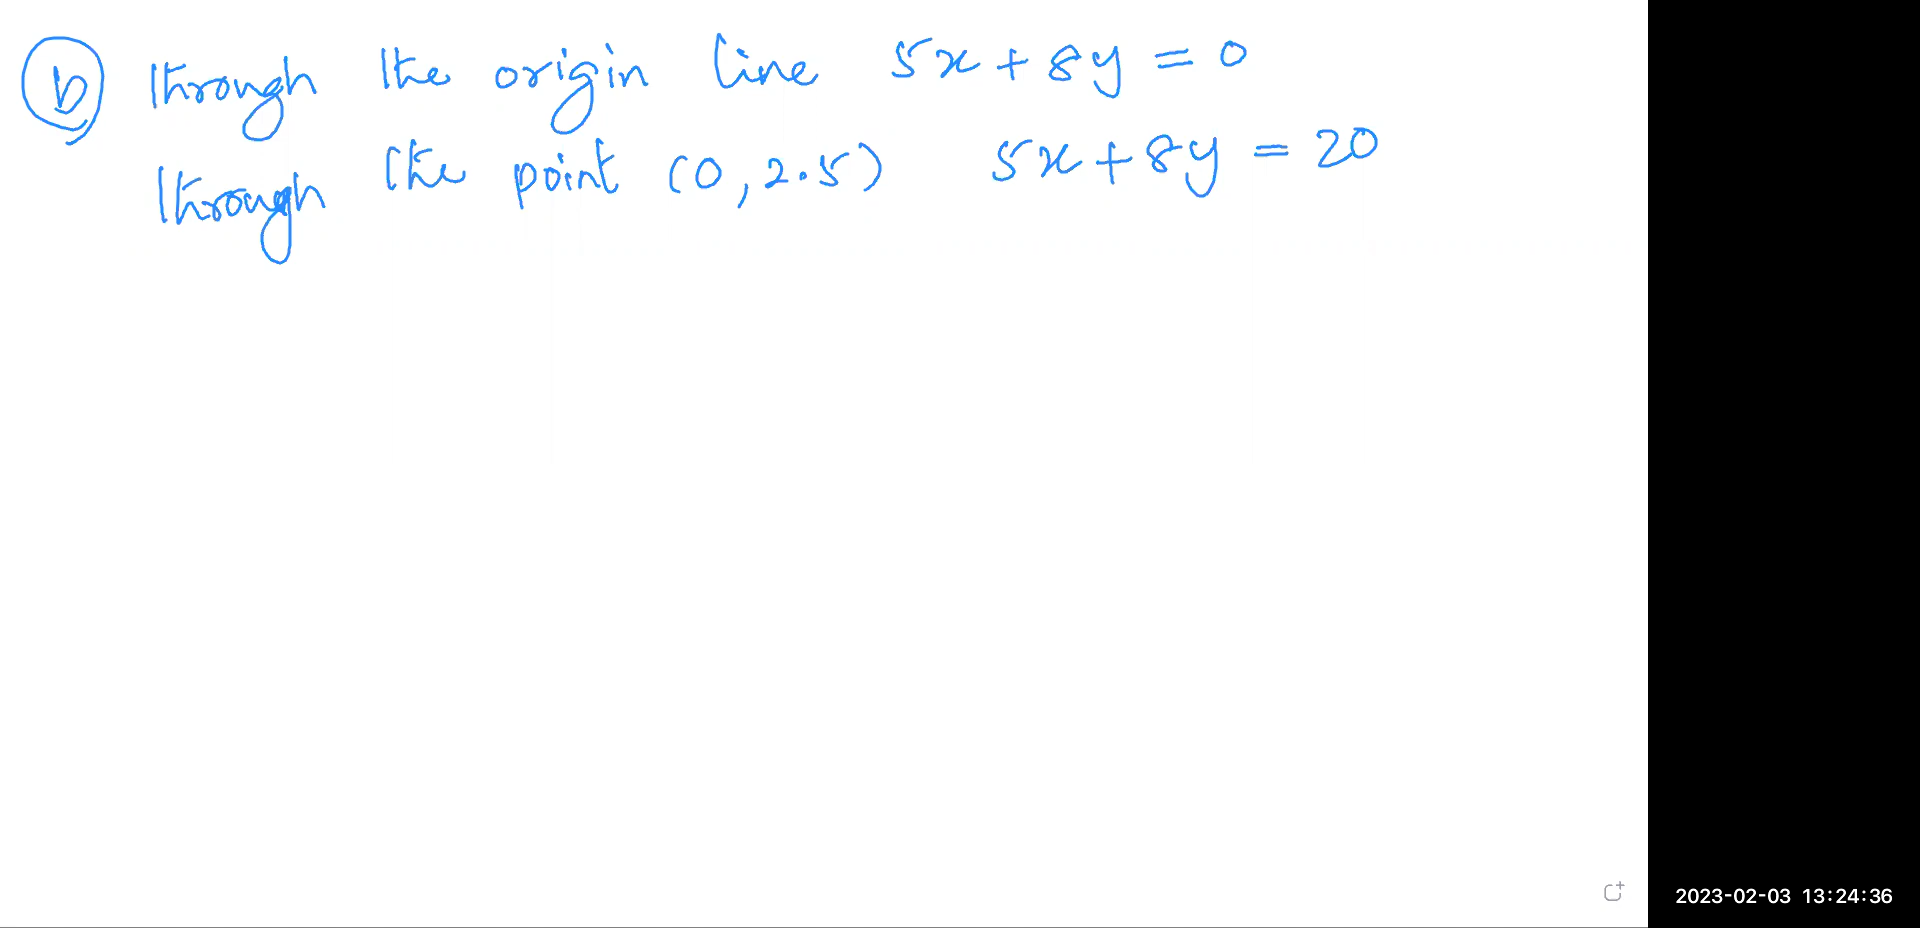 b through the origin line 5x + 8y = 0
through the point (0, 2.5) 5x + 8y = 20
2023-02-03 13:24:36